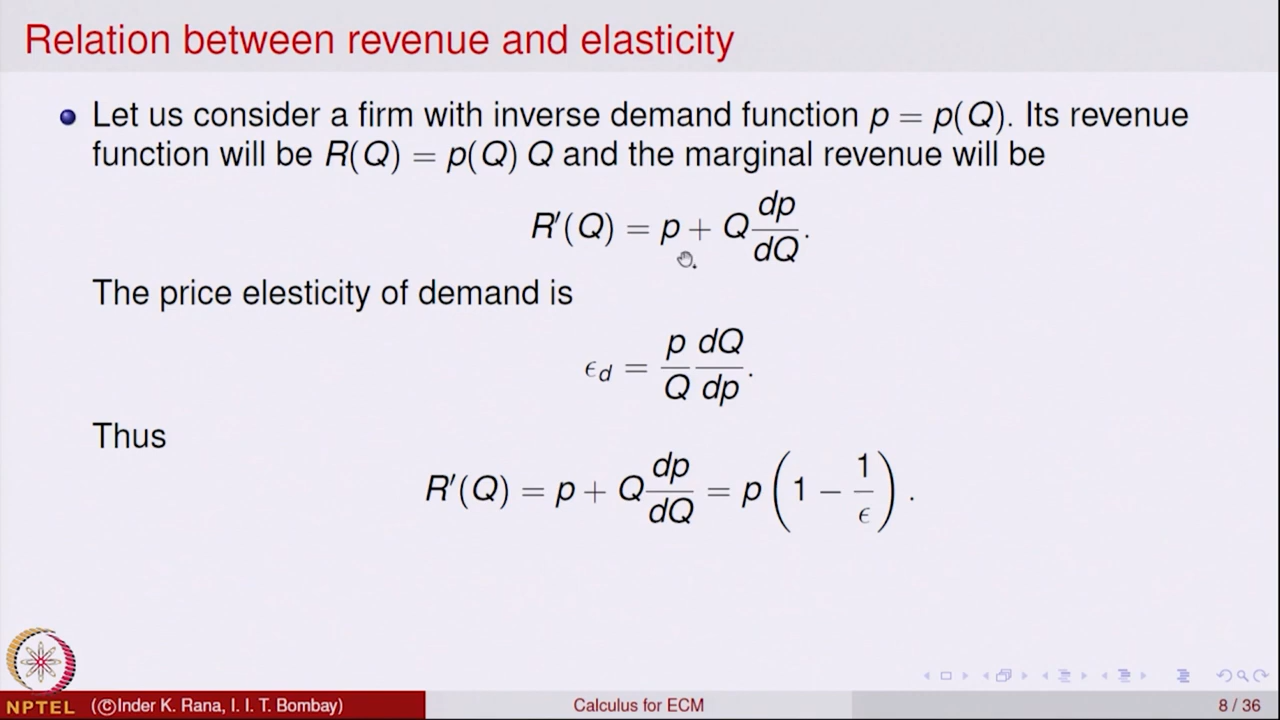 Relation between revenue and elasticity
Let us consider a firm with inverse demand function p = p(Q). Its revenue
function will be R(Q) = p(Q) Q and the marginal revenue will be
R′(Q) = p + Q dp/dQ.
The price elesticity of demand is
ϵd = p/Q dQ/dp.
Thus
R′(Q) = p + Q dp/dQ = p (1 − 1/ϵ).
NPTEL
(©Inder K. Rana, I. I. T. Bombay)
Calculus for ECM
8 / 36